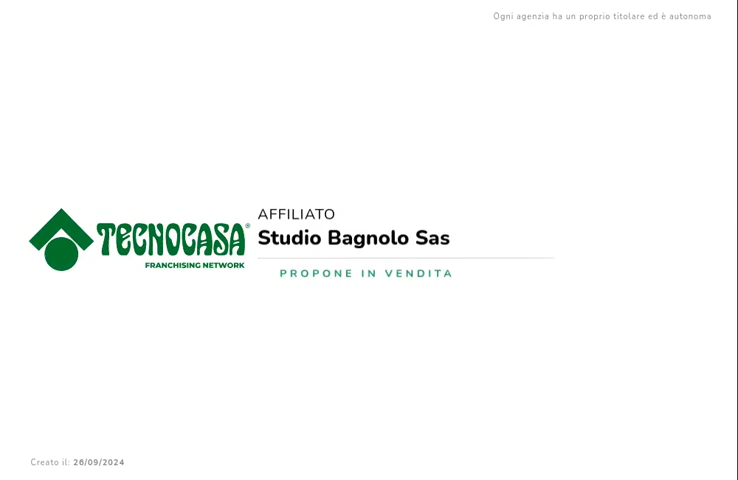 Ogni agenzia ha un proprio titolare ed è autonoma
AFFILIATO
TECNOCASA®
Studio Bagnolo Sas
FRANCHISING NETWORK
PROPONE IN VENDITA
Creato il: 26/09/2024